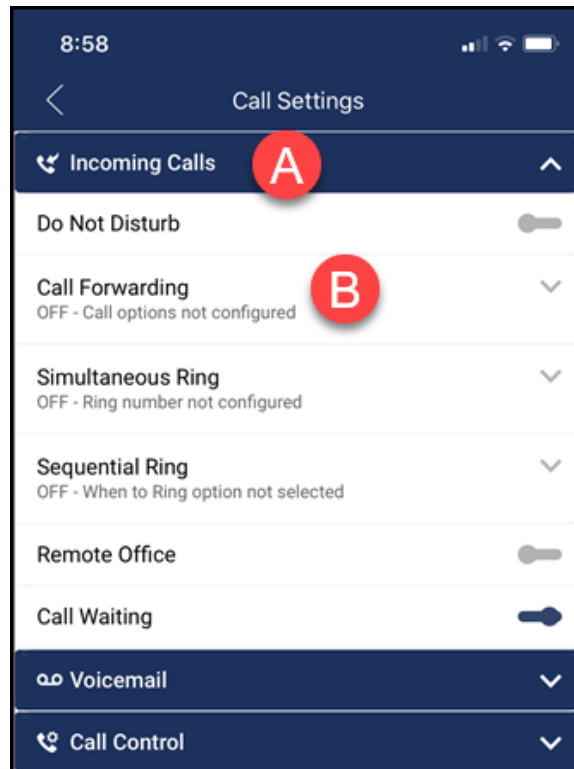 8:58
Call Settings
Incoming Calls A
Do Not Disturb
Call Forwarding B
OFF - Call options not configured
Simultaneous Ring
OFF - Ring number not configured
Sequential Ring
OFF - When to Ring option not selected
Remote Office
Call Waiting
Voicemail
Call Control